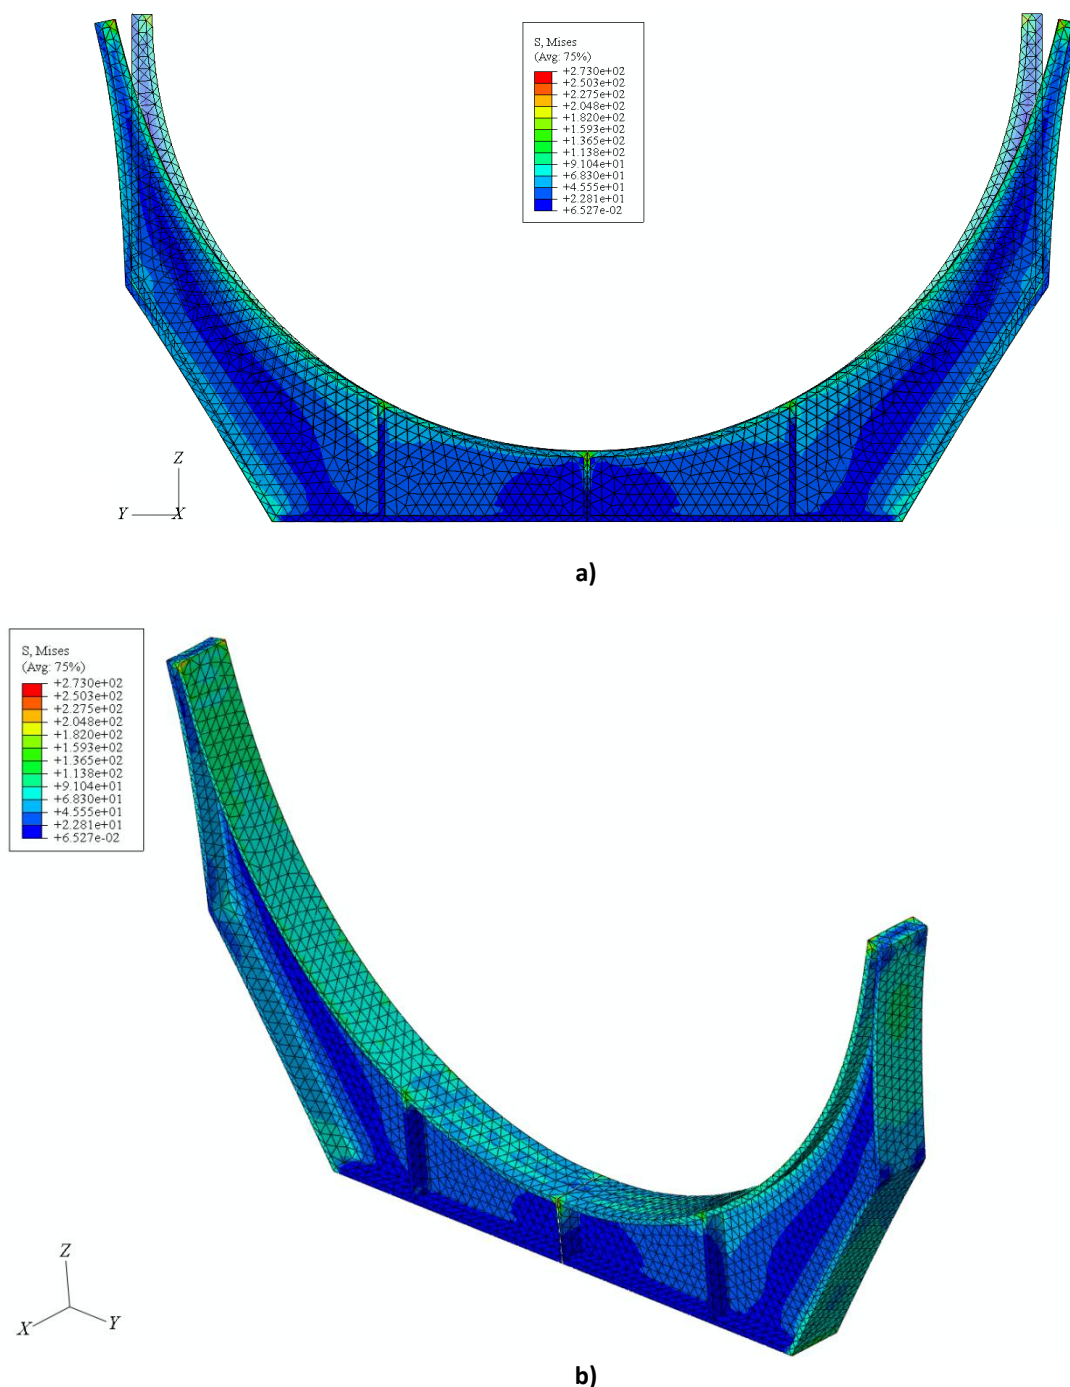 S, Mises
(Avg: 75%)
+2.730e+02
+2.503e+02
+2.275e+02
+2.048e+02
+1.820e+02
+1.593e+02
+1.365e+02
+1.138e+02
+9.104e+01
+6.830e+01
+4.555e+01
+2.281e+01
+6.527e-02
Z
Y X
a)
S, Mises
(Avg: 75%)
+2.730e+02
+2.503e+02
+2.275e+02
+2.048e+02
+1.820e+02
+1.593e+02
+1.365e+02
+1.138e+02
+9.104e+01
+6.830e+01
+4.555e+01
+2.281e+01
+6.527e-02
Z
X Y
b)